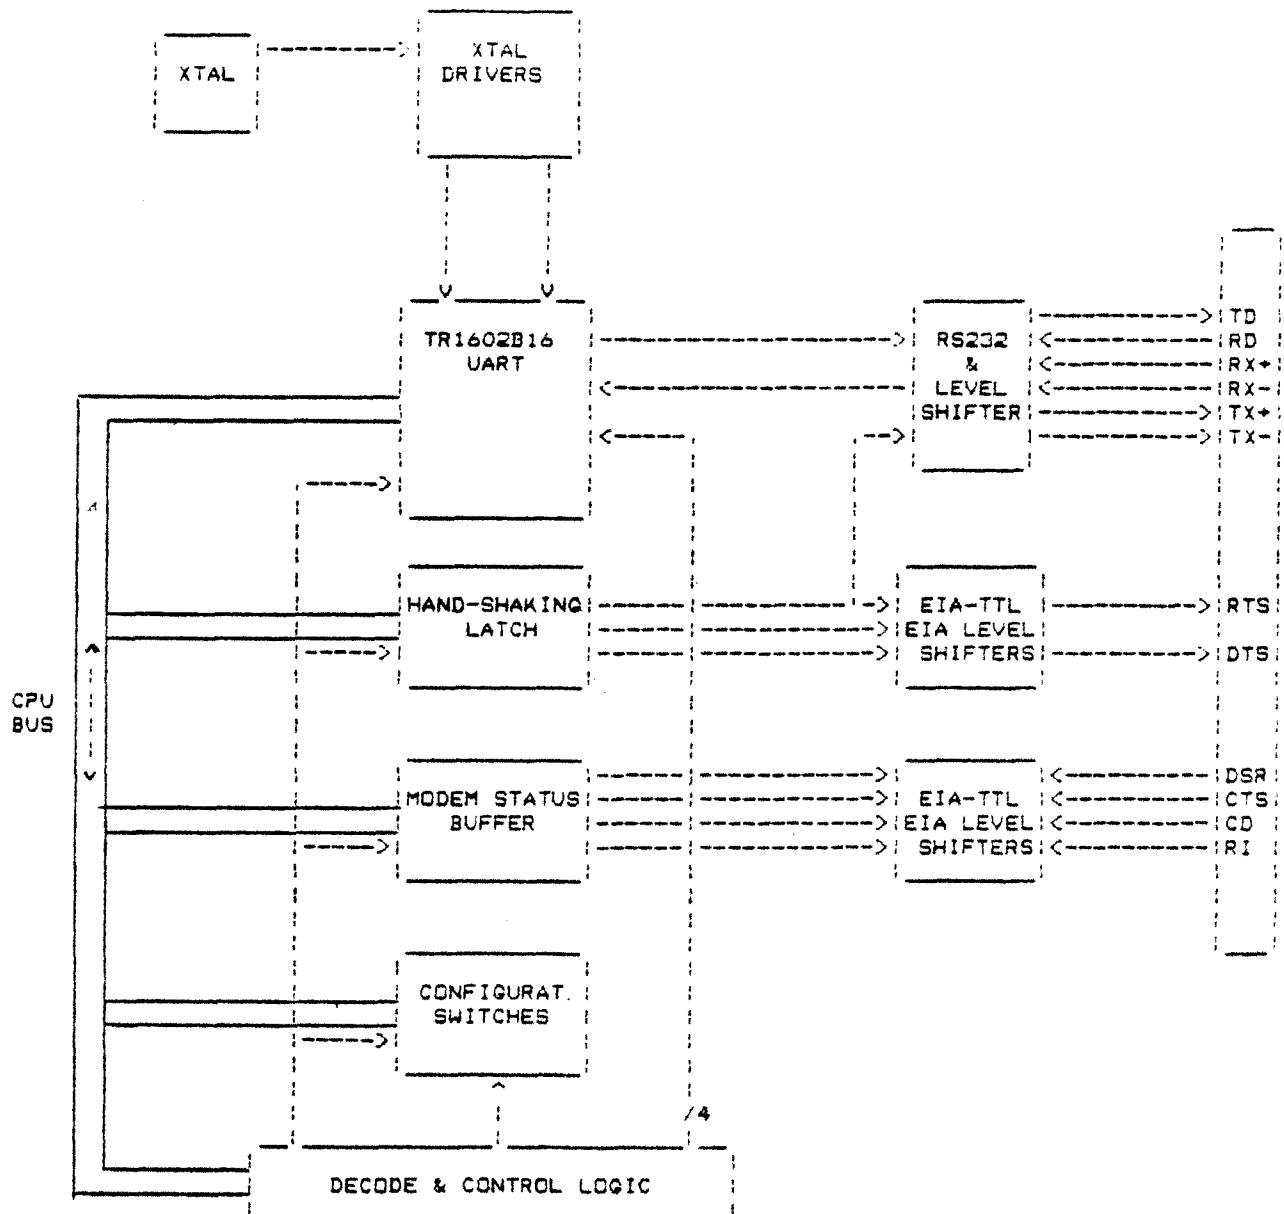 XTAL
XTAL
DRIVERS
TR1602B16
UART
RS232
&
LEVEL
SHIFTER
TD
RD
RX+
RX-
TX+
TX-
HAND-SHAKING
LATCH
EIA-TTL
EIA LEVEL
SHIFTERS
RTS
DTS
CPU
BUS
MODEM STATUS
BUFFER
EIA-TTL
EIA LEVEL
SHIFTERS
DSR
CTS
CD
RI
CONFIGURAT.
SWITCHES
/4
DECODE & CONTROL LOGIC